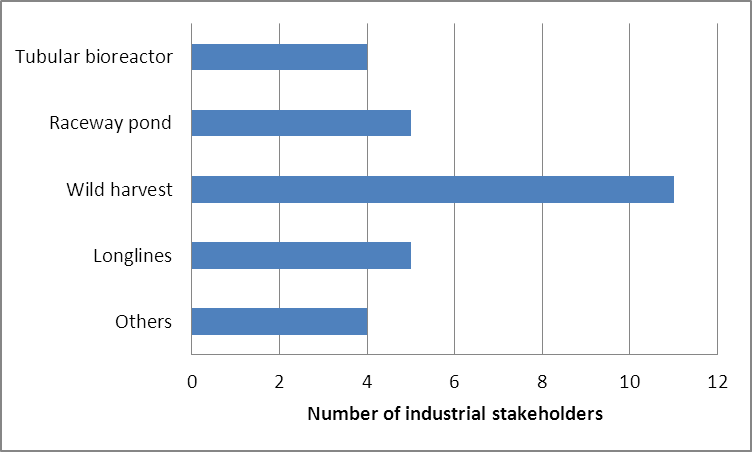 Tubular bioreactor
Raceway pond
Wild harvest
Longlines
Others
0 2 4 6 8 10 12
Number of industrial stakeholders